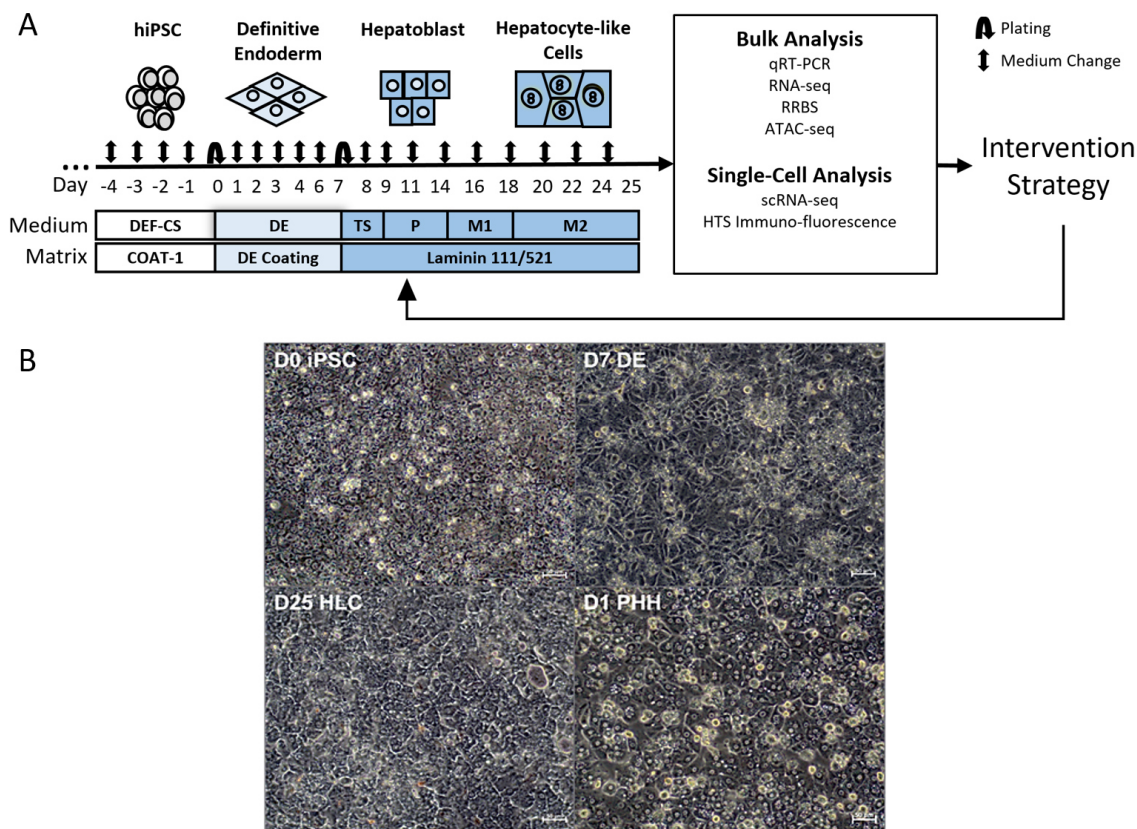 A
hiPSC
Definitive
Endoderm
Hepatoblast
Hepatocyte-like
Cells
Bulk Analysis
qRT-PCR
RNA-seq
RRBS
ATAC-seq
Single-Cell Analysis
scRNA-seq
HTS Immuno-fluorescence
Plating
Medium Change
Intervention
Strategy
Day -4 -3 -2 -1 0 1 2 3 4 5 6 7 8 9 11 14 16 18 20 22 24 25
Medium DEF-CS DE TS P M1 M2
Matrix COAT-1 DE Coating Laminin 111/521
B
D0 iPSC
D7 DE
D25 HLC
D1 PHH